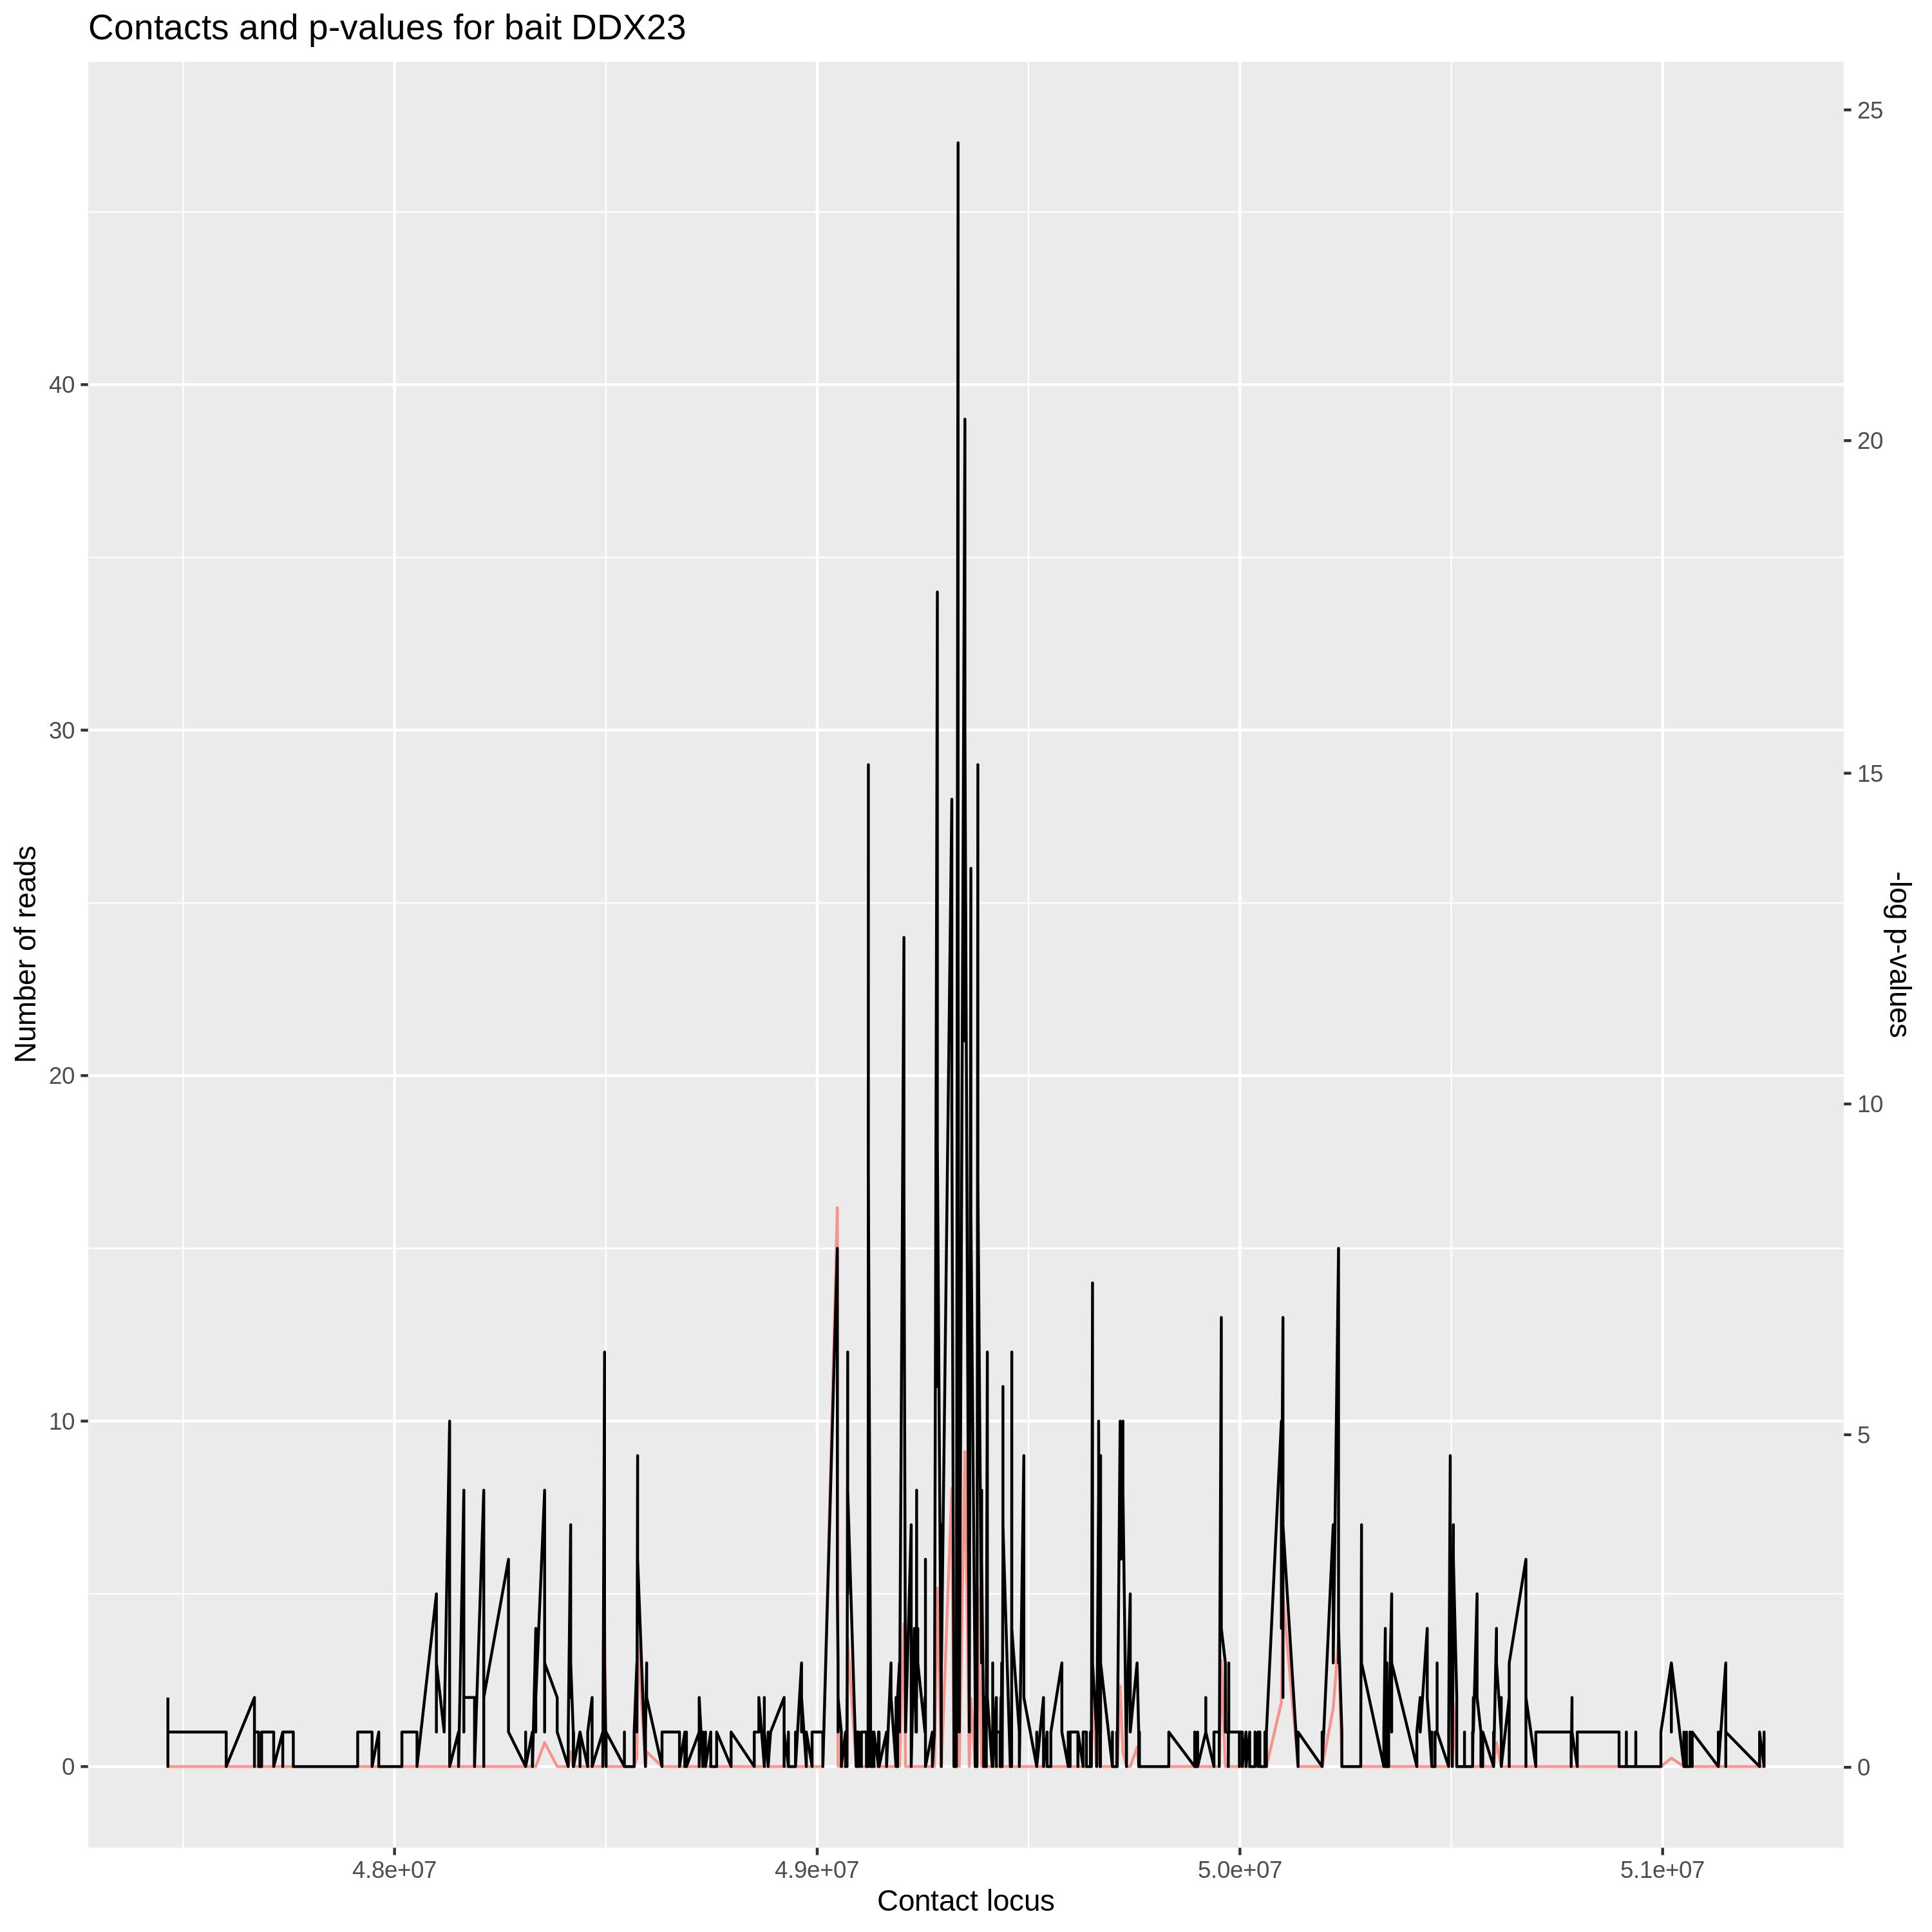 Contacts and p-values for bait DDX23
Number of reads
40
30
20
10
0
25
20
15
10
5
0
-log p-values
4.8e+07 4.9e+07 5.0e+07 5.1e+07
Contact locus